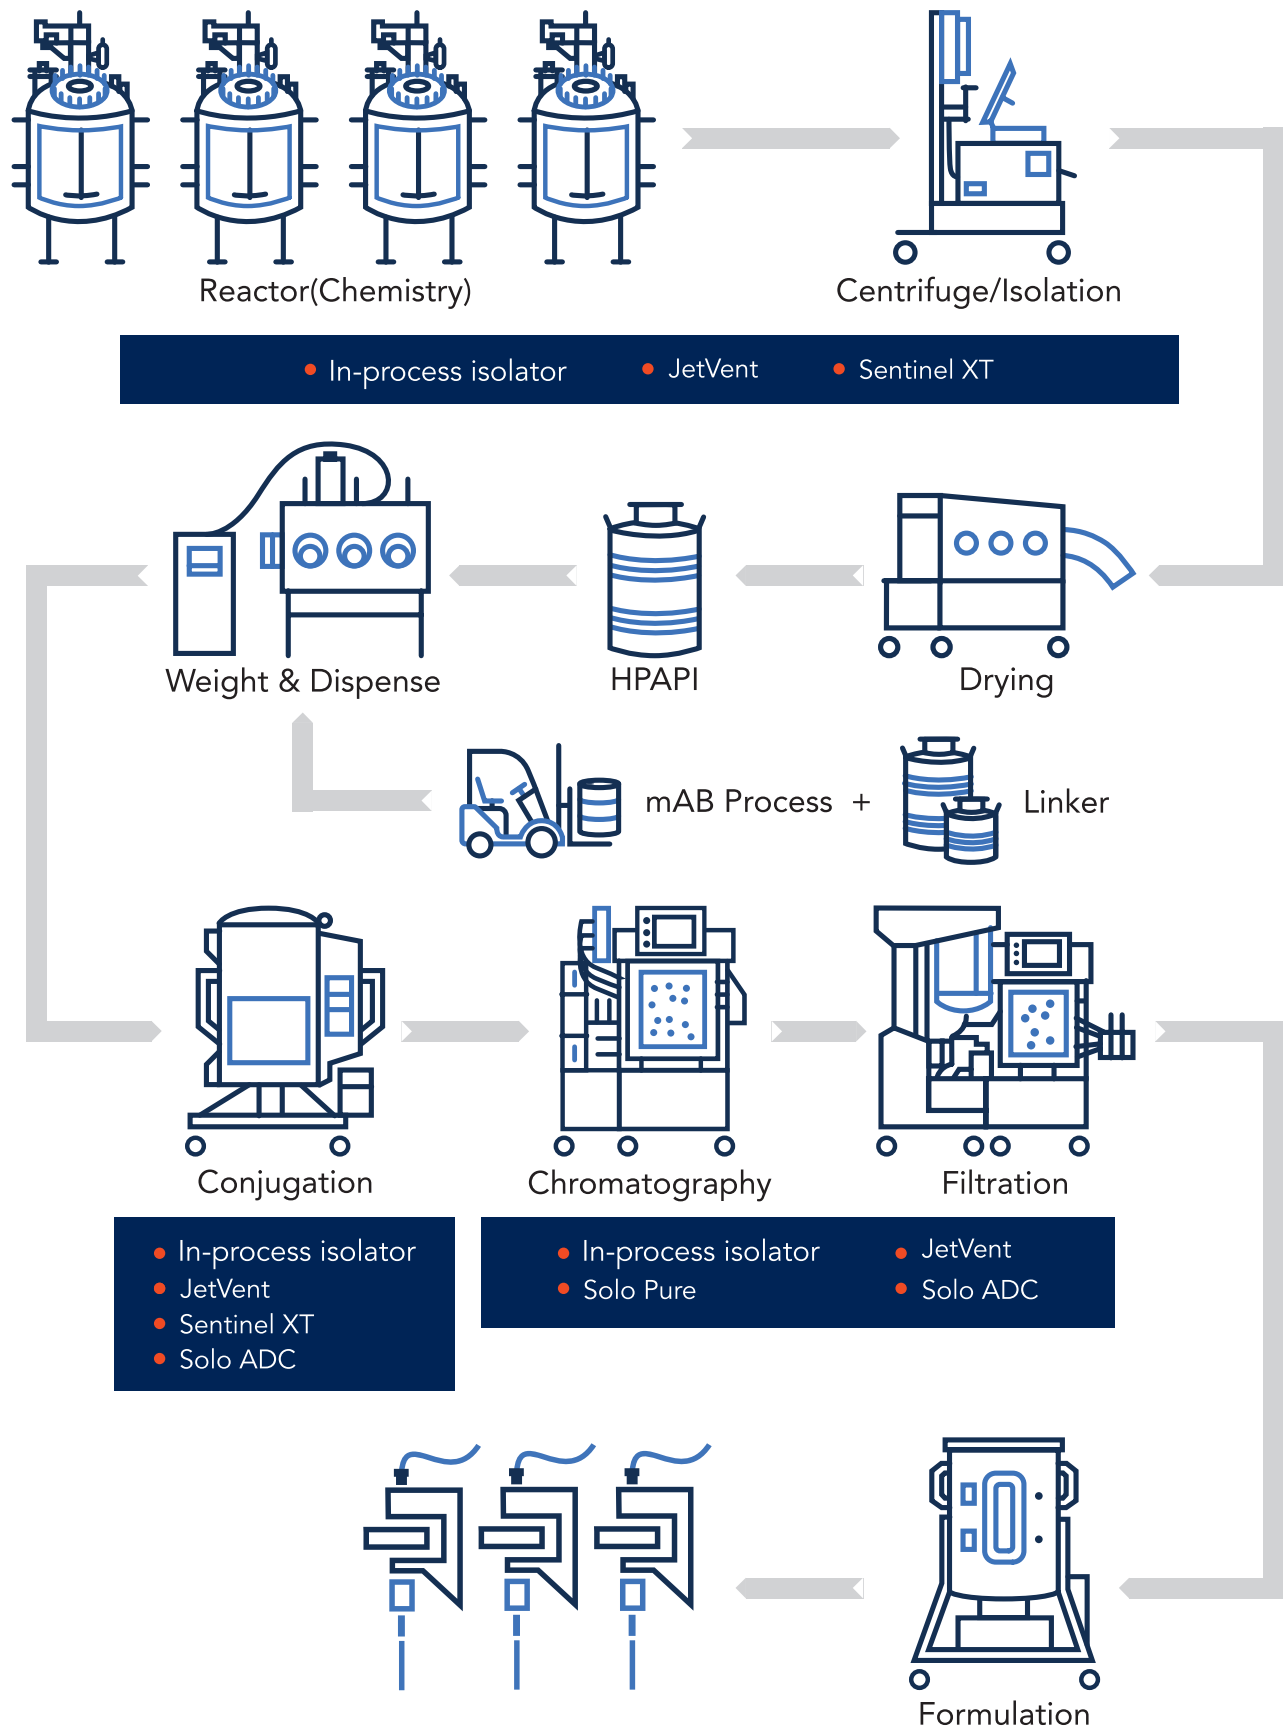 Reactor(Chemistry)
Centrifuge/Isolation
• In-process isolator • JetVent • Sentinel XT
Weight & Dispense
HPAPI
Drying
mAB Process + Linker
Conjugation
Chromatography
Filtration
• In-process isolator
• JetVent
• Sentinel XT
• Solo ADC
• In-process isolator • JetVent
• Solo Pure • Solo ADC
Formulation